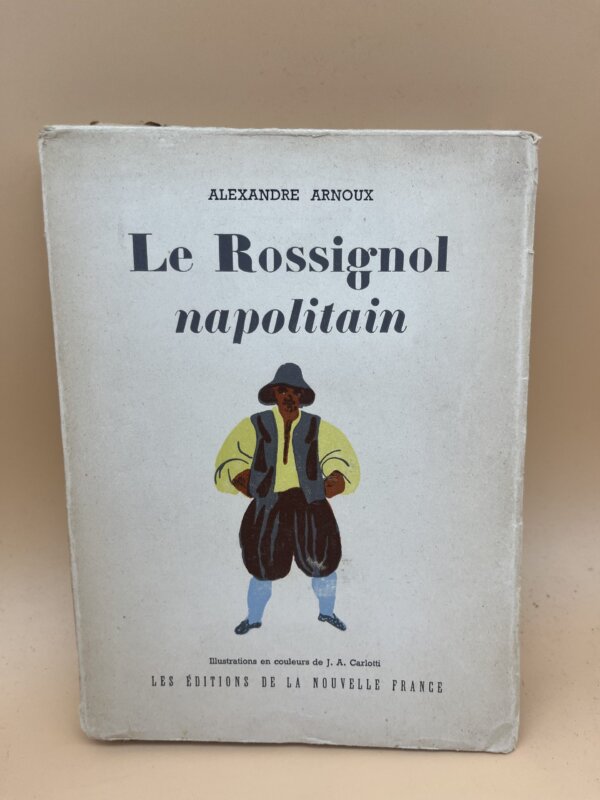 ALEXANDRE ARNOUX
Le Rossignol
napolitain
Illustrations en couleurs de J. A. Carlotti
LES ÉDITIONS DE LA NOUVELLE FRANCE